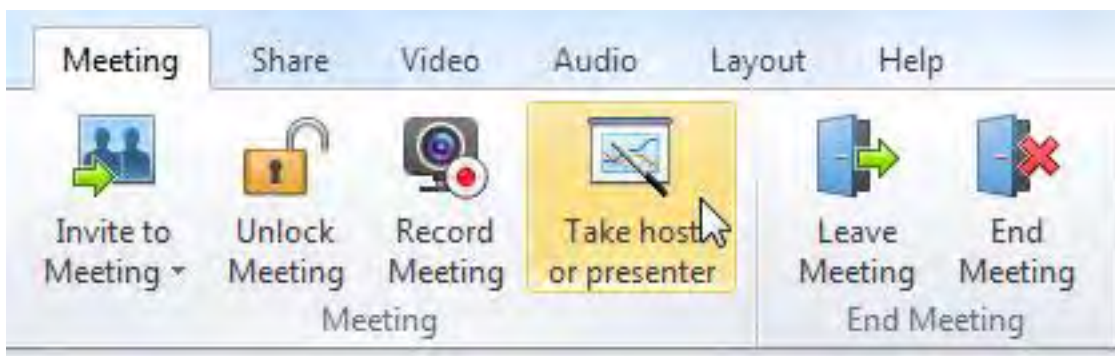 Meeting Share Video Audio Layout Help
Invite to Meeting
Unlock Meeting
Record Meeting
Take host or presenter
Leave Meeting
End Meeting
Meeting
End Meeting